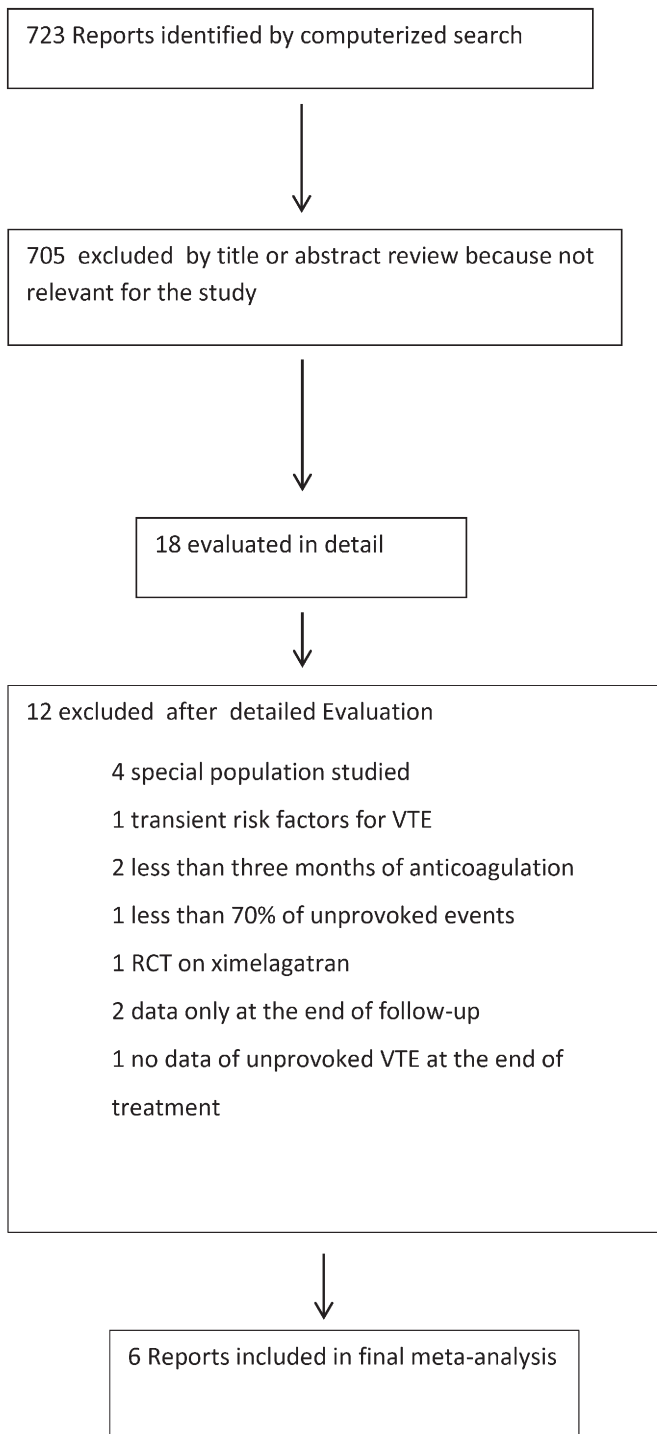 723 Reports identified by computerized search
705 excluded by title or abstract review because not
relevant for the study
18 evaluated in detail
12 excluded after detailed Evaluation
4 special population studied
1 transient risk factors for VTE
2 less than three months of anticoagulation
1 less than 70% of unprovoked events
1 RCT on ximelagatran
2 data only at the end of follow-up
1 no data of unprovoked VTE at the end of
treatment
6 Reports included in final meta-analysis